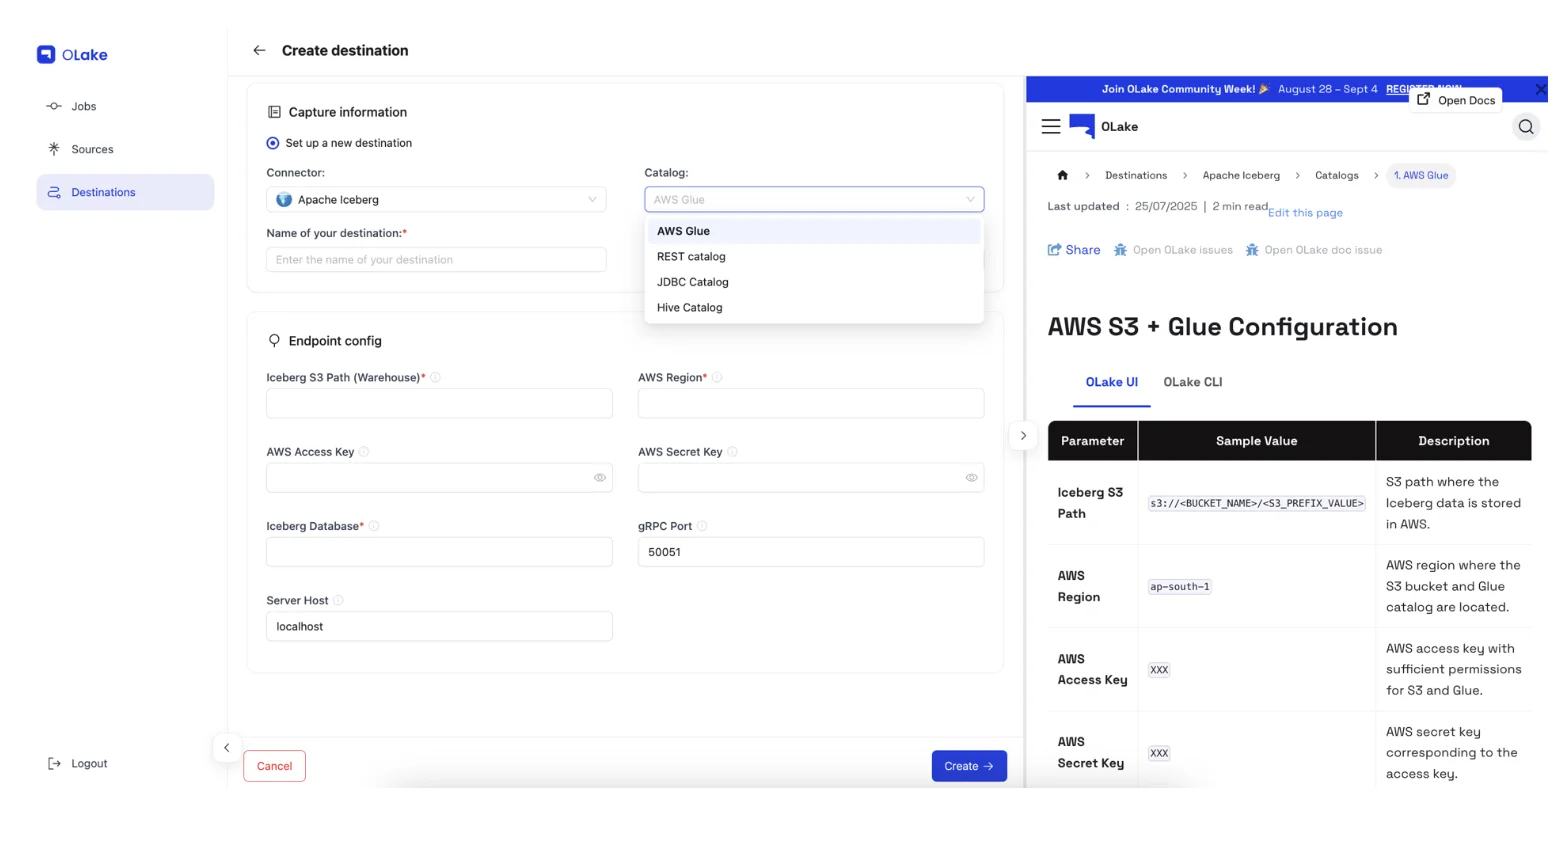 OLake
Jobs
Sources
Destinations
Logout
Create destination
Capture information
Set up a new destination
Connector:
Apache Iceberg
Catalog:
AWS Glue
AWS Glue
REST catalog
JDBC Catalog
Hive Catalog
Name of your destination:*
Enter the name of your destination
Endpoint config
Iceberg S3 Path (Warehouse)*
AWS Region*
AWS Access Key
AWS Secret Key
Iceberg Database*
gRPC Port
50051
Server Host
localhost
Cancel
Create →
Join OLake Community Week! August 28 – Sept 4 REGISTER NOW
Open Docs
OLake
Destinations
Apache Iceberg
Catalogs
1. AWS Glue
Last updated : 25/07/2025 | 2 min read
Edit this page
Share
Open OLake issues
Open OLake doc issue
AWS S3 + Glue Configuration
OLake UI
OLake CLI
Parameter Sample Value Description
Iceberg S3
Path
s3://<BUCKET_NAME>/<S3_PREFIX_VALUE>
S3 path where the
Iceberg data is stored
in AWS.
AWS
Region
ap-south-1
AWS region where the
S3 bucket and Glue
catalog are located.
AWS
Access Key
XXX
AWS access key with
sufficient permissions
for S3 and Glue.
AWS
Secret Key
XXX
AWS secret key
corresponding to the
access key.